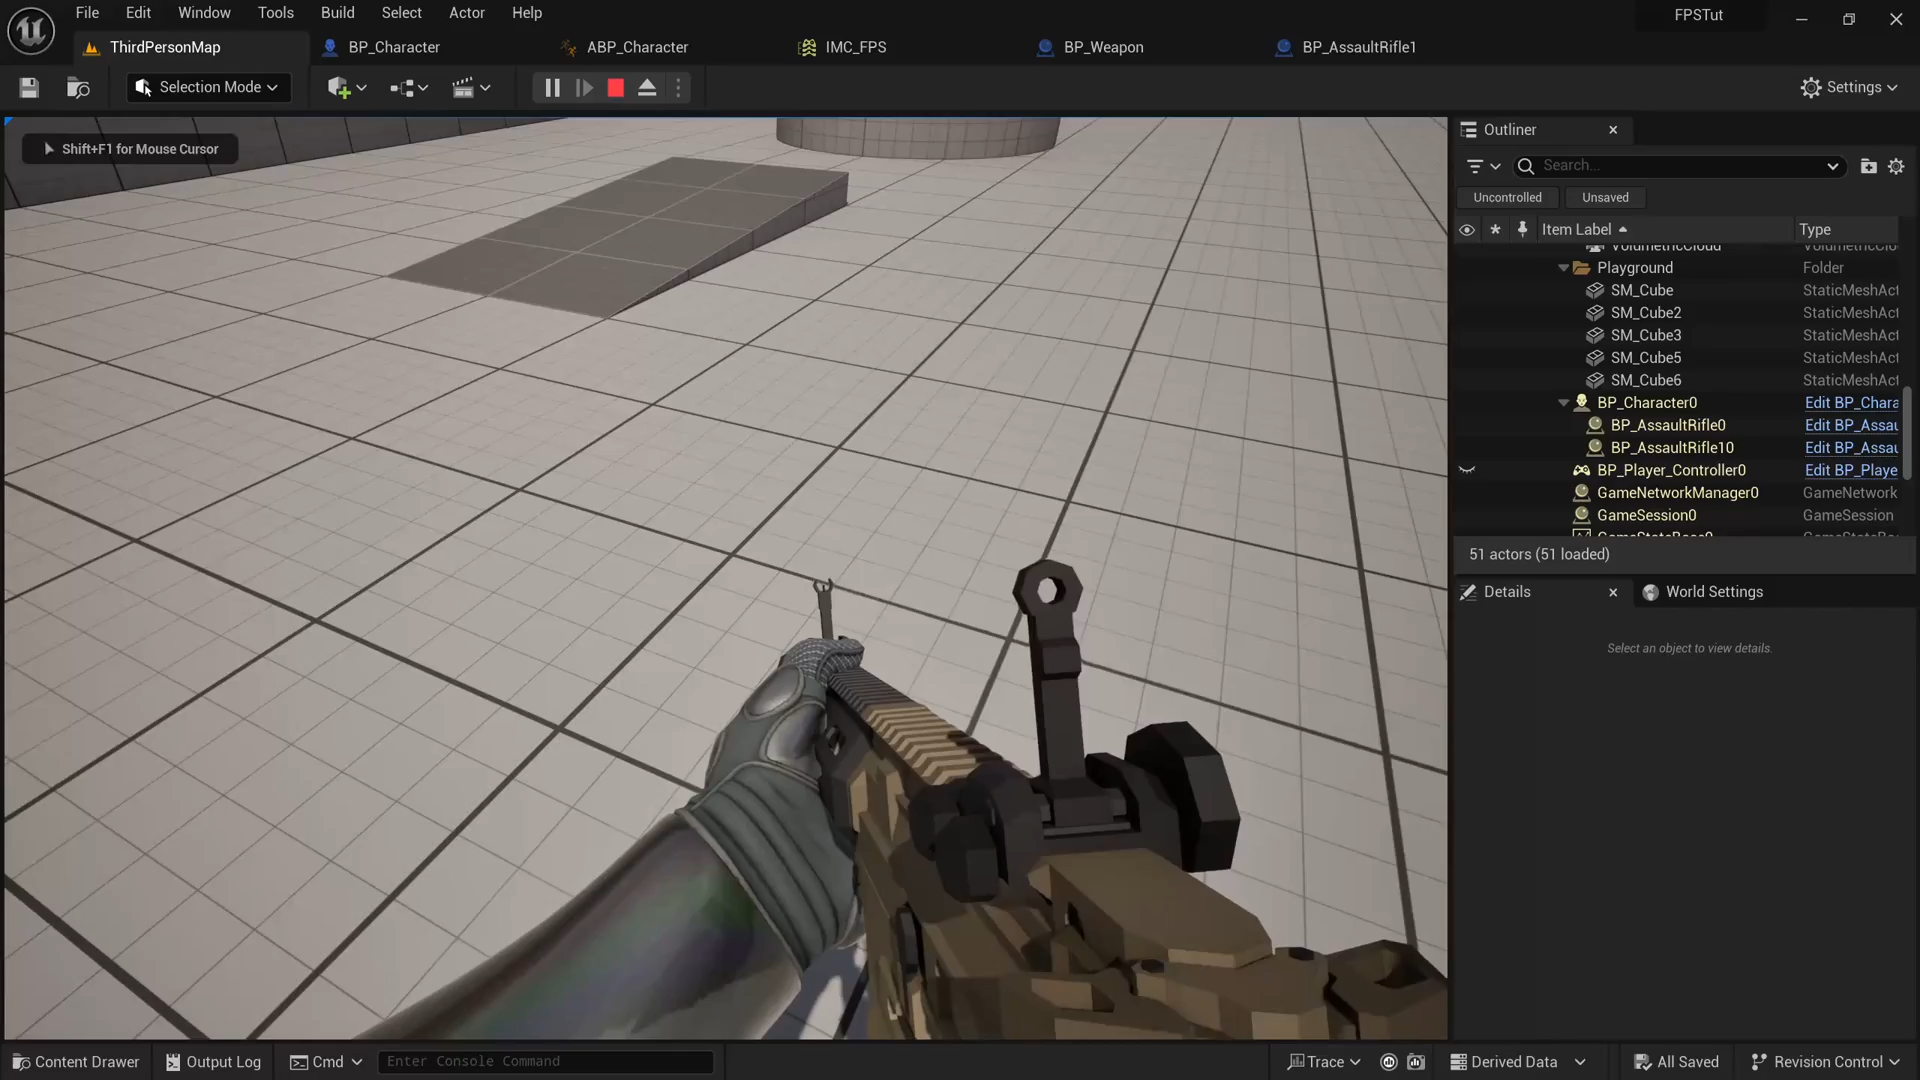 File Edit Window Tools Build Select Actor Help FPSTut
ThirdPersonMap BP_Character ABP_Character IMC_FPS BP_Weapon BP_AssaultRifle1
Selection Mode Settings
Shift+F1 for Mouse Cursor
Outliner
Search...
Uncontrolled Unsaved
Item Label Type
VolumetricCloud VolumetricClo
Playground Folder
SM_Cube StaticMeshAct
SM_Cube2 StaticMeshAct
SM_Cube3 StaticMeshAct
SM_Cube5 StaticMeshAct
SM_Cube6 StaticMeshAct
BP_Character0 Edit BP_Chara
BP_AssaultRifle0 Edit BP_Assau
BP_AssaultRifle10 Edit BP_Assau
BP_Player_Controller0 Edit BP_Playe
GameNetworkManager0 GameNetwork
GameSession0 GameSession
51 actors (51 loaded)
Details World Settings
Select an object to view details.
Content Drawer Output Log Cmd Enter Console Command Trace Derived Data All Saved Revision Control